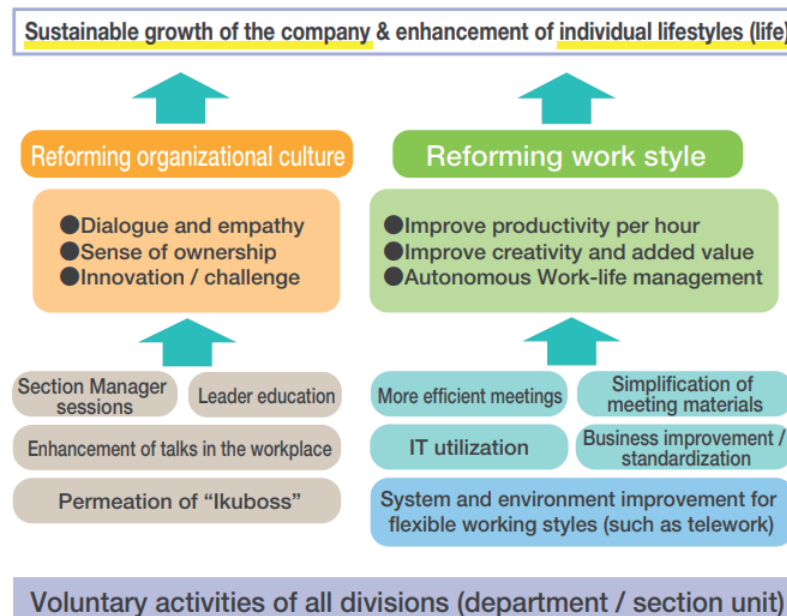 Sustainable growth of the company & enhancement of individual lifestyles (life)
Reforming organizational culture
●Dialogue and empathy
●Sense of ownership
●Innovation / challenge
Section Manager
sessions
Leader education
Enhancement of talks in the workplace
Permeation of “Ikuboss”
Reforming work style
●Improve productivity per hour
●Improve creativity and added value
●Autonomous Work-life management
More efficient meetings
Simplification of
meeting materials
IT utilization
Business improvement /
standardization
System and environment improvement for
flexible working styles (such as telework)
Voluntary activities of all divisions (department / section unit)